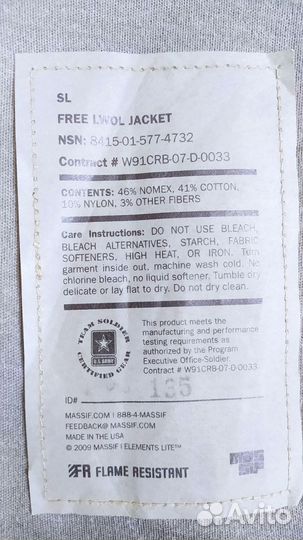 SL
FREE IWOL JACKET
NSN: 8415-01-577-4732
Contract # W91CRB-07-D-0033
CONTENTS: 46% NOMEX, 41% COTTON,
10% NYLON, 3% OTHER FIBERS
Care Instructions: DO NOT USE BLEACH,
BLEACH ALTERNATIVES, STARCH, FABRIC
SOFTENERS, HIGH HEAT, OR IRON. Turn
garment inside out, machine wash cold. No
chlorine bleach, no liquid softener. Tumble dry
delicate or lay flat to dry. Do not dry clean.
TEAM SOLDIER
U.S. ARMY
CERTIFIED GEAR
This product meets the
manufacturing and performance
testing requirements as
authorized by the Program
Executive Office-Soldier.
Contract # W91CRB-07-D-0033
ID# 135
MASSIF.COM | 888-4-MASSIF
FEEDBACK@ MASSIF.COM
MADE IN THE USA
© 2009 MASSIF | ELEMENTS LITE™
FR FLAME RESISTANT
Avito